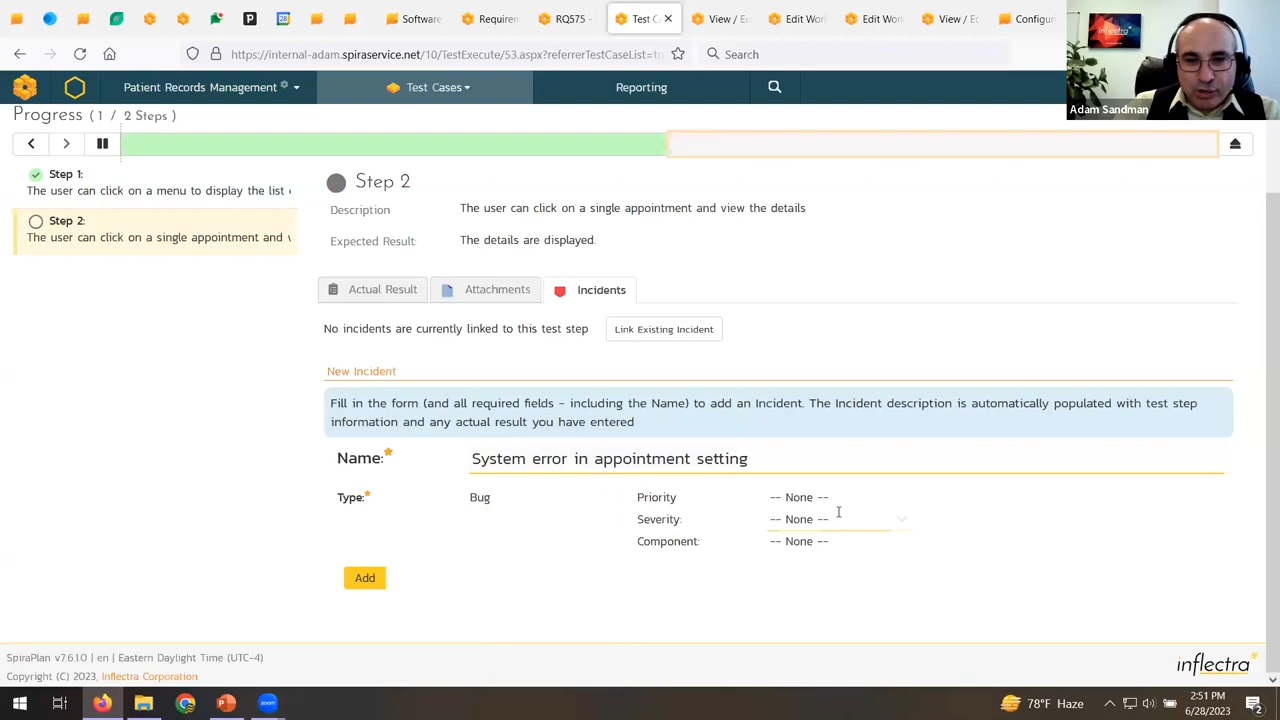 Software
Requirem
RQ575 -
Test C
View / Ed
Edit Wor
Edit Wor
View / Ed
Configur
https://internal-adam.spiraservice.net/10/TestExecute/53.aspx?referrerTestCaseList=tr
Search
inflectra
Adam Sandman
Patient Records Management
Test Cases
Reporting
Progress ( 1 / 2 Steps )
Step 1:
The user can click on a menu to display the list
Step 2:
The user can click on a single appointment and v
Step 2
Description The user can click on a single appointment and view the details
Expected Result: The details are displayed.
Actual Result Attachments Incidents
No incidents are currently linked to this test step Link Existing Incident
New Incident
Fill in the form (and all required fields - including the Name) to add an Incident. The Incident description is automatically populated with test step
information and any actual result you have entered
Name: System error in appointment setting
Type: Bug Priority -- None --
Severity: -- None --
Component: -- None --
Add
SpiraPlan v7.6.1.0 | en | Eastern Daylight Time (UTC-4)
Copyright (C) 2023, Inflectra Corporation
inflectra
zoom
78°F Haze
2:51 PM
6/28/2023
2